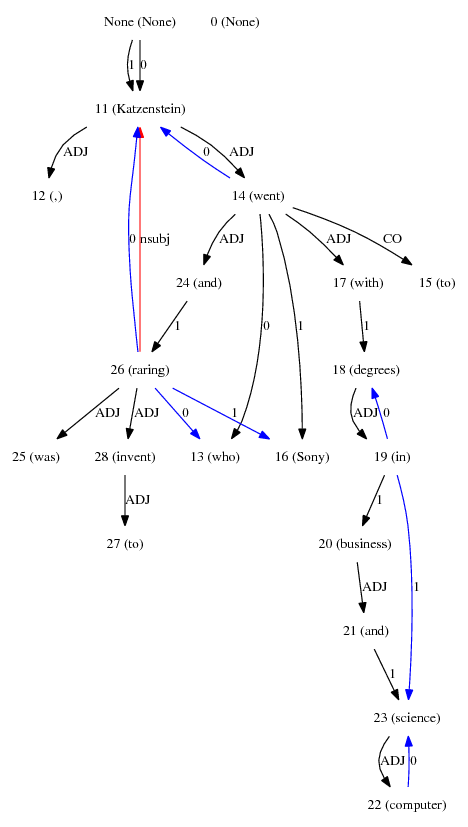 None (None) 0 (None)
1 0
11 (Katzenstein)
ADJ 0 ADJ
12 (,) 14 (went)
0 nsubj ADJ ADJ CO
24 (and) 17 (with) 15 (to)
1 0 1 1
26 (raring) 18 (degrees)
ADJ ADJ 0 1 ADJ 0
25 (was) 28 (invent) 13 (who) 16 (Sony) 19 (in)
ADJ 1
27 (to) 20 (business)
ADJ 1
21 (and)
1
23 (science)
ADJ 0
22 (computer)